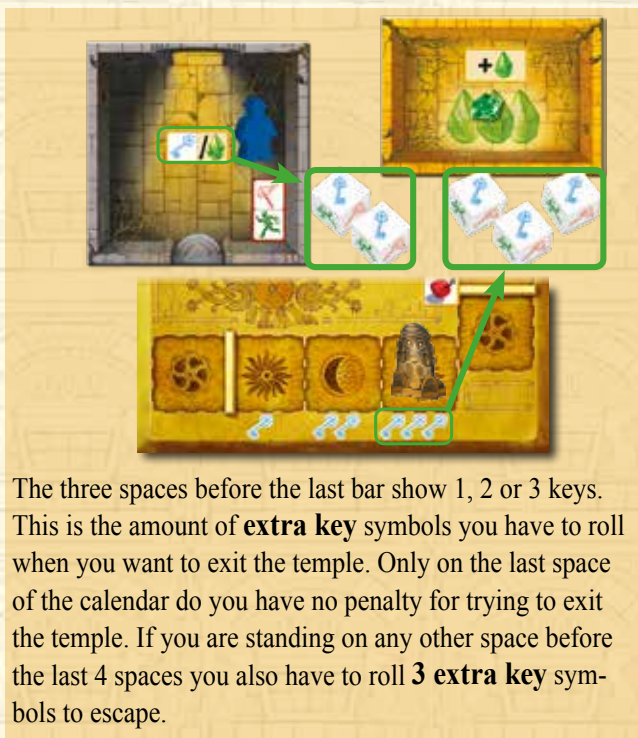 +
/
The three spaces before the last bar show 1, 2 or 3 keys.
This is the amount of extra key symbols you have to roll
when you want to exit the temple. Only on the last space
of the calendar do you have no penalty for trying to exit
the temple. If you are standing on any other space before
the last 4 spaces you also have to roll 3 extra key sym-
bols to escape.